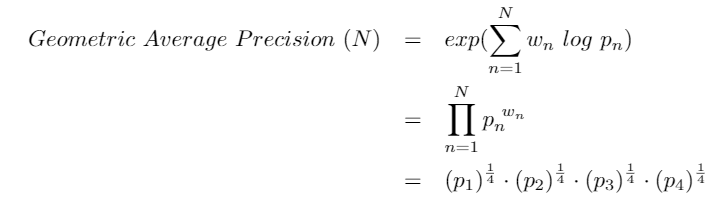 Geometric Average Precision (N) = exp(∑_{n=1}^{N} w_n log p_n)
= ∏_{n=1}^{N} p_n^{w_n}
= (p_1)^{1/4} · (p_2)^{1/4} · (p_3)^{1/4} · (p_4)^{1/4}